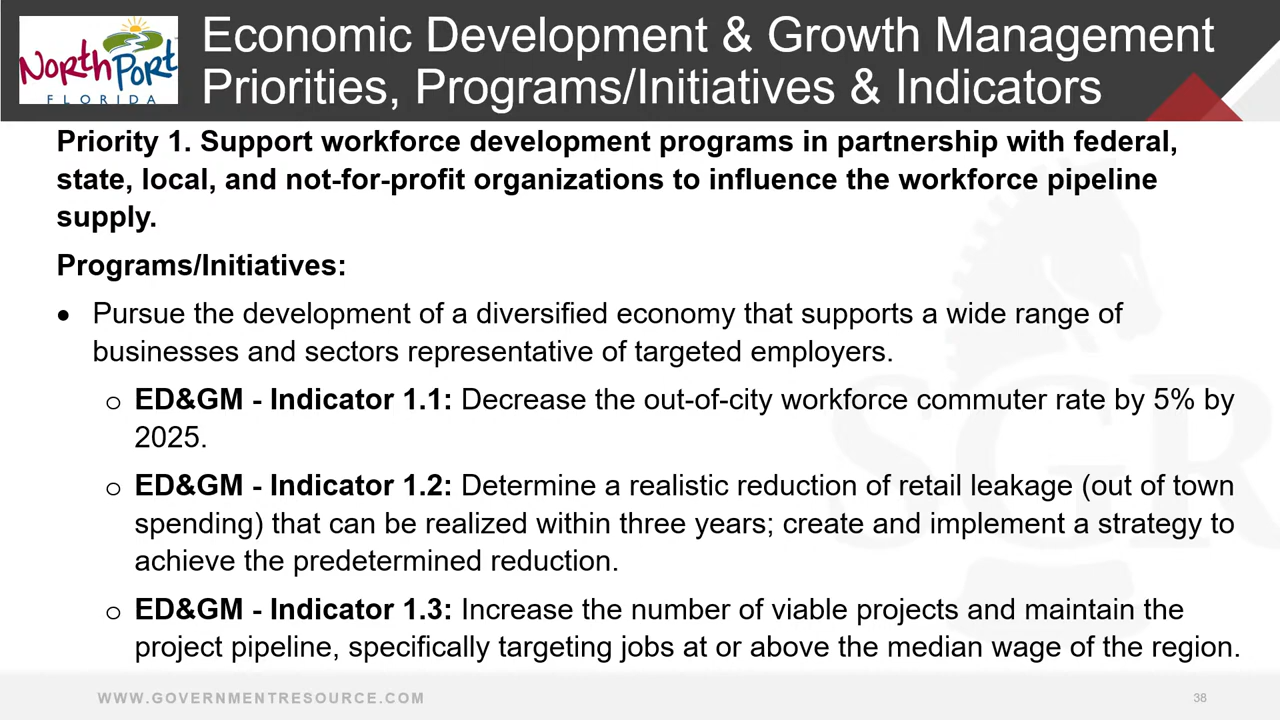 North Port
FLORIDA
Economic Development & Growth Management
Priorities, Programs/Initiatives & Indicators
Priority 1. Support workforce development programs in partnership with federal,
state, local, and not-for-profit organizations to influence the workforce pipeline
supply.
Programs/Initiatives:
• Pursue the development of a diversified economy that supports a wide range of
businesses and sectors representative of targeted employers.
o ED&GM - Indicator 1.1: Decrease the out-of-city workforce commuter rate by 5% by
2025.
o ED&GM - Indicator 1.2: Determine a realistic reduction of retail leakage (out of town
spending) that can be realized within three years; create and implement a strategy to
achieve the predetermined reduction.
o ED&GM - Indicator 1.3: Increase the number of viable projects and maintain the
project pipeline, specifically targeting jobs at or above the median wage of the region.
SGR
WWW.GOVERNMENTRESOURCE.COM
38